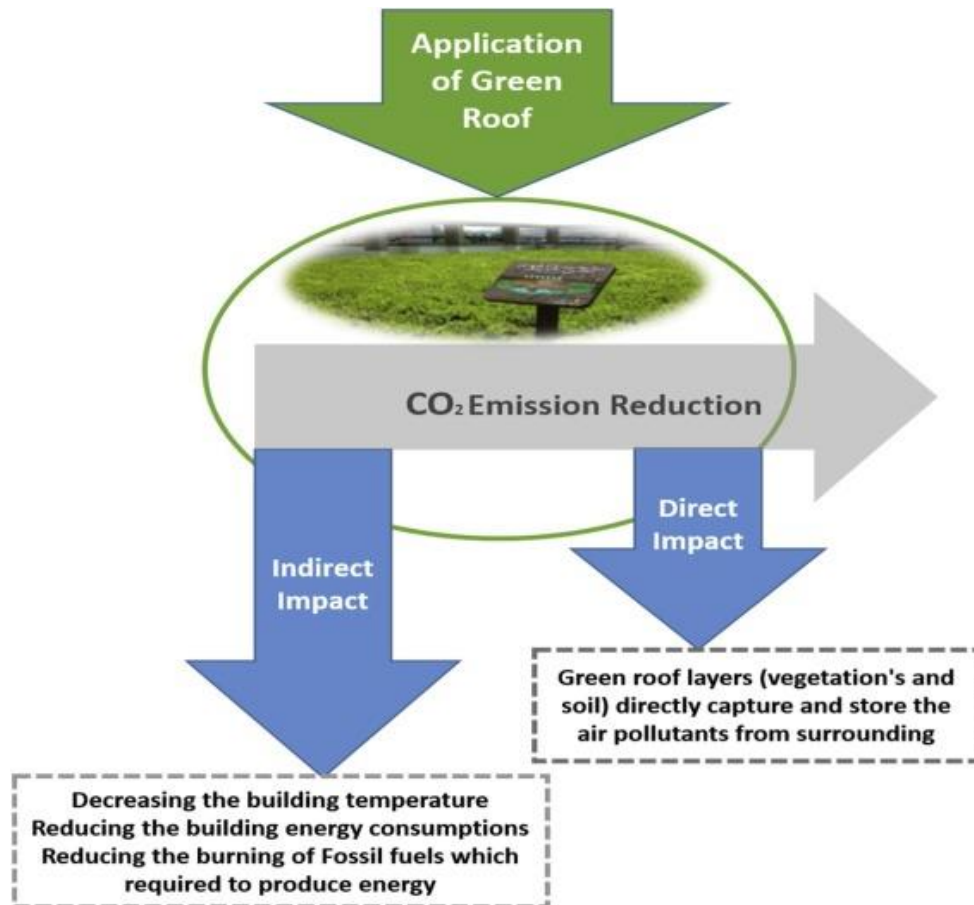 Application
of Green
Roof
CO₂ Emission Reduction
Indirect
Impact
Direct
Impact
Green roof layers (vegetation's and
soil) directly capture and store the
air pollutants from surrounding
Decreasing the building temperature
Reducing the building energy consumptions
Reducing the burning of Fossil fuels which
required to produce energy